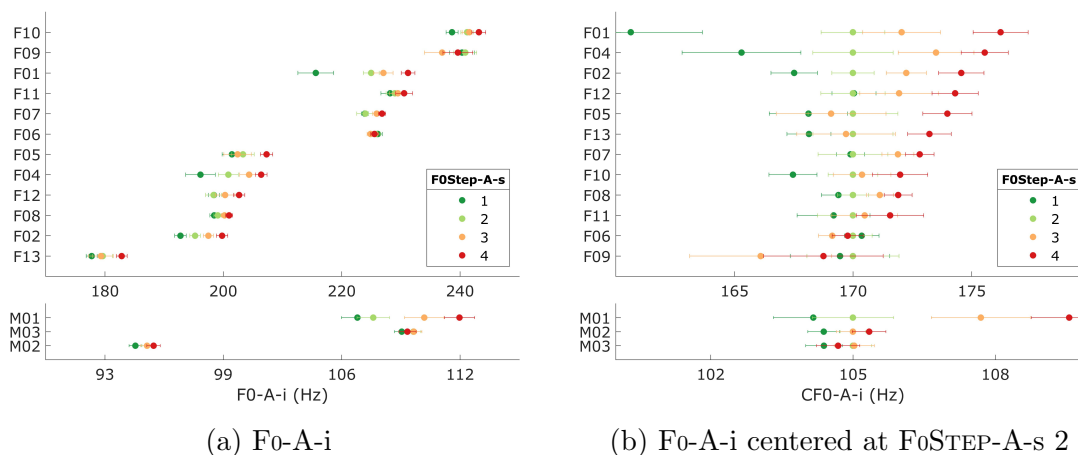 F10
F09
F01
F11
F07
F06
F05
F04
F12
F08
F02
F13
180 200 220 240
F0Step-A-s
1
2
3
4
M01
M03
M02
93 99 106 112
F0-A-i (Hz)
(a) F0-A-i
F01
F04
F02
F12
F05
F13
F07
F10
F08
F11
F06
F09
165 170 175
F0Step-A-s
1
2
3
4
M01
M02
M03
102 105 108
CF0-A-i (Hz)
(b) F0-A-i centered at F0STEP-A-s 2